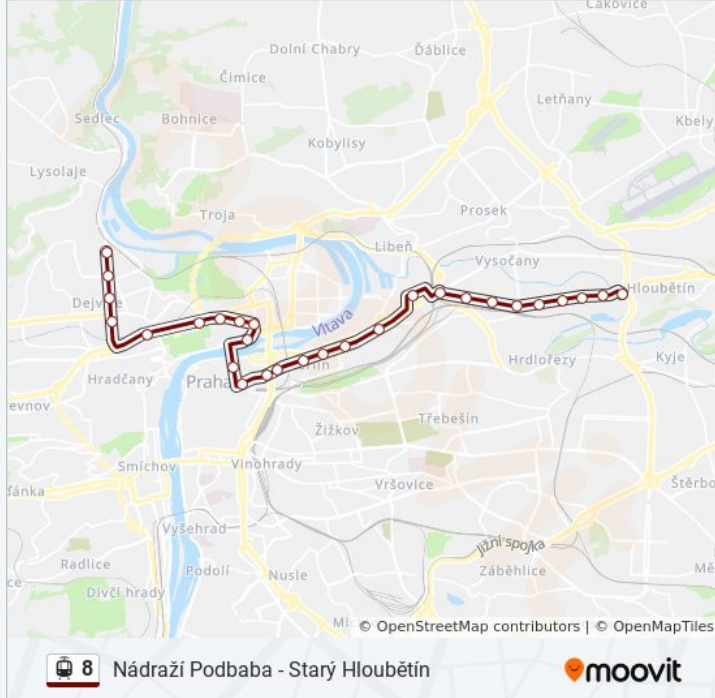 Čakovice
Dolní Chabry
Ďáblice
Čimice
Letňany
Sedlec
Bohnice
Kbely
Kobylisy
Lysolaje
Troja
Prosek
Libeň
Vysočany
Hloubětín
Dejvice
Vltava
Hrdlořezy
Kyje
Hradčany
Praha
Třebešín
Žižkov
Smíchov
Vinohrady
Vršovice
Štěrbo
Vyšehrad
Jižní spojka
Radlice
Podolí
Nusle
Záběhlice
Dívčí hrady
© OpenStreetMap contributors | © OpenMapTiles
8 Nádraží Podbaba - Starý Hloubětín
moovit